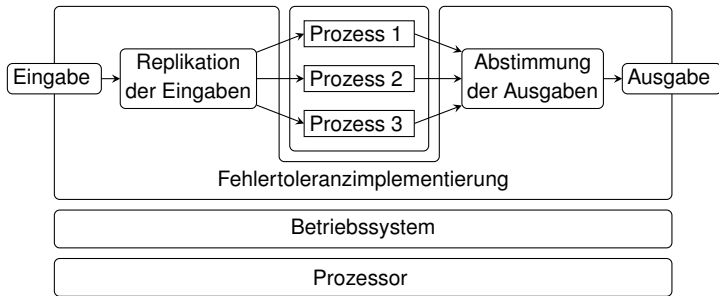 Eingabe
Replikation
der Eingaben
Prozess 1
Prozess 2
Prozess 3
Abstimmung
der Ausgaben
Ausgabe
Fehlertoleranzimplementierung
Betriebssystem
Prozessor